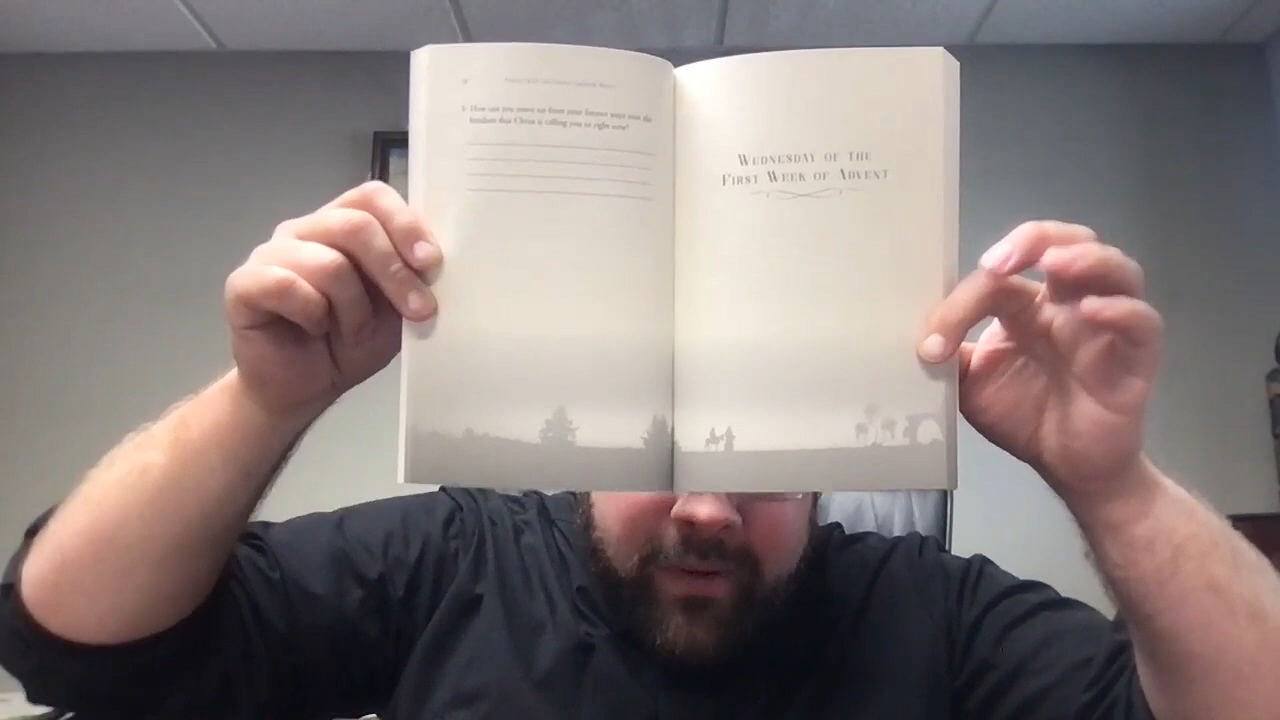 3. How can you move on from your former ways into the
freedom that Christ is calling you to right now?
Wednesday of the
First Week of Advent